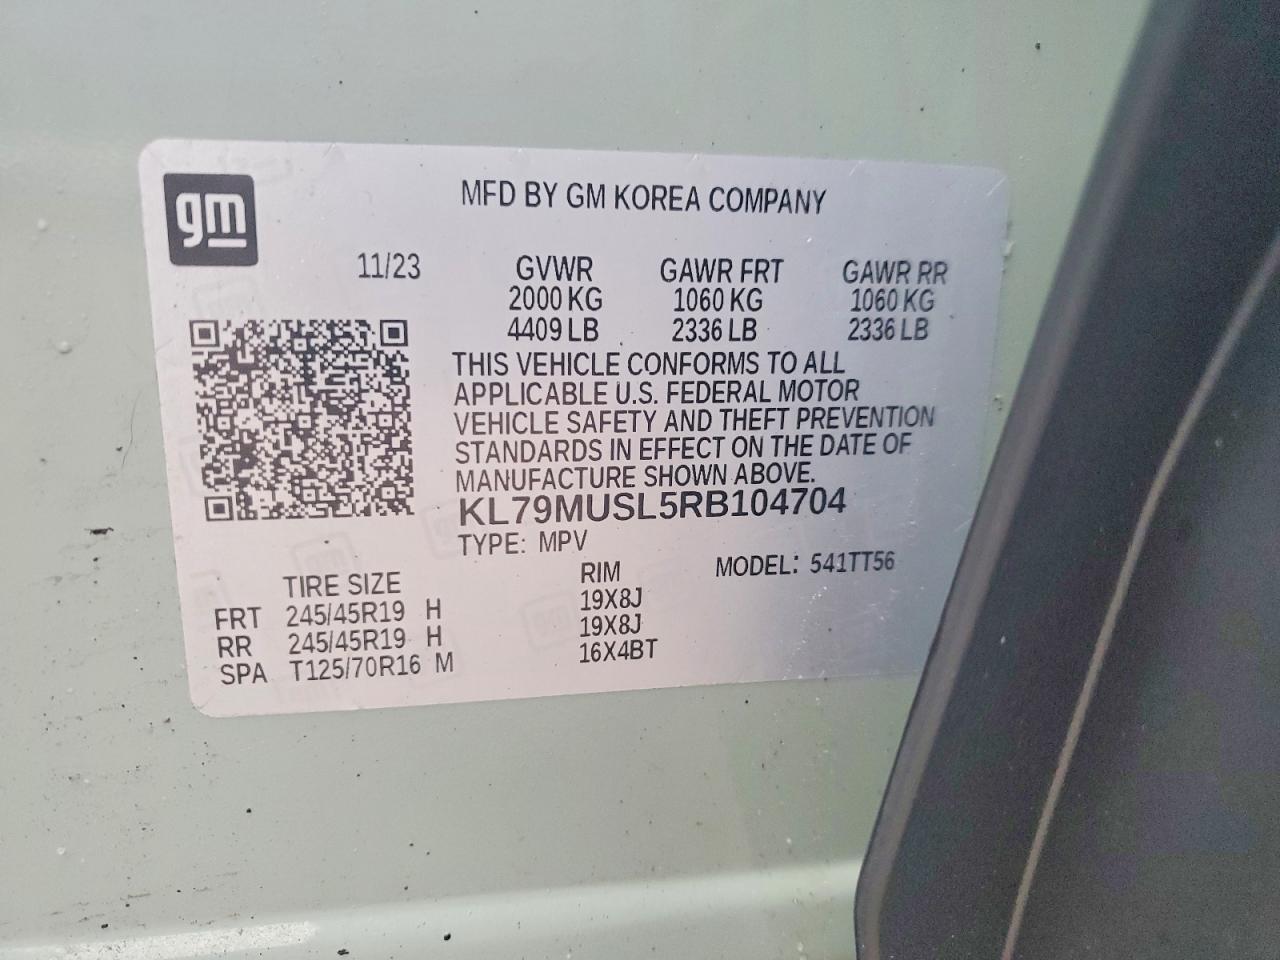 gm
MFD BY GM KOREA COMPANY
11/23 GVWR GAWR FRT GAWR RR
2000 KG 1060 KG 1060 KG
4409 LB 2336 LB 2336 LB
THIS VEHICLE CONFORMS TO ALL
APPLICABLE U.S. FEDERAL MOTOR
VEHICLE SAFETY AND THEFT PREVENTION
STANDARDS IN EFFECT ON THE DATE OF
MANUFACTURE SHOWN ABOVE.
KL79MUSL5RB104704
TYPE: MPV MODEL: 541TT56
TIRE SIZE RIM
FRT 245/45R19 H 19X8J
RR 245/45R19 H 19X8J
SPA T125/70R16 M 16X4BT